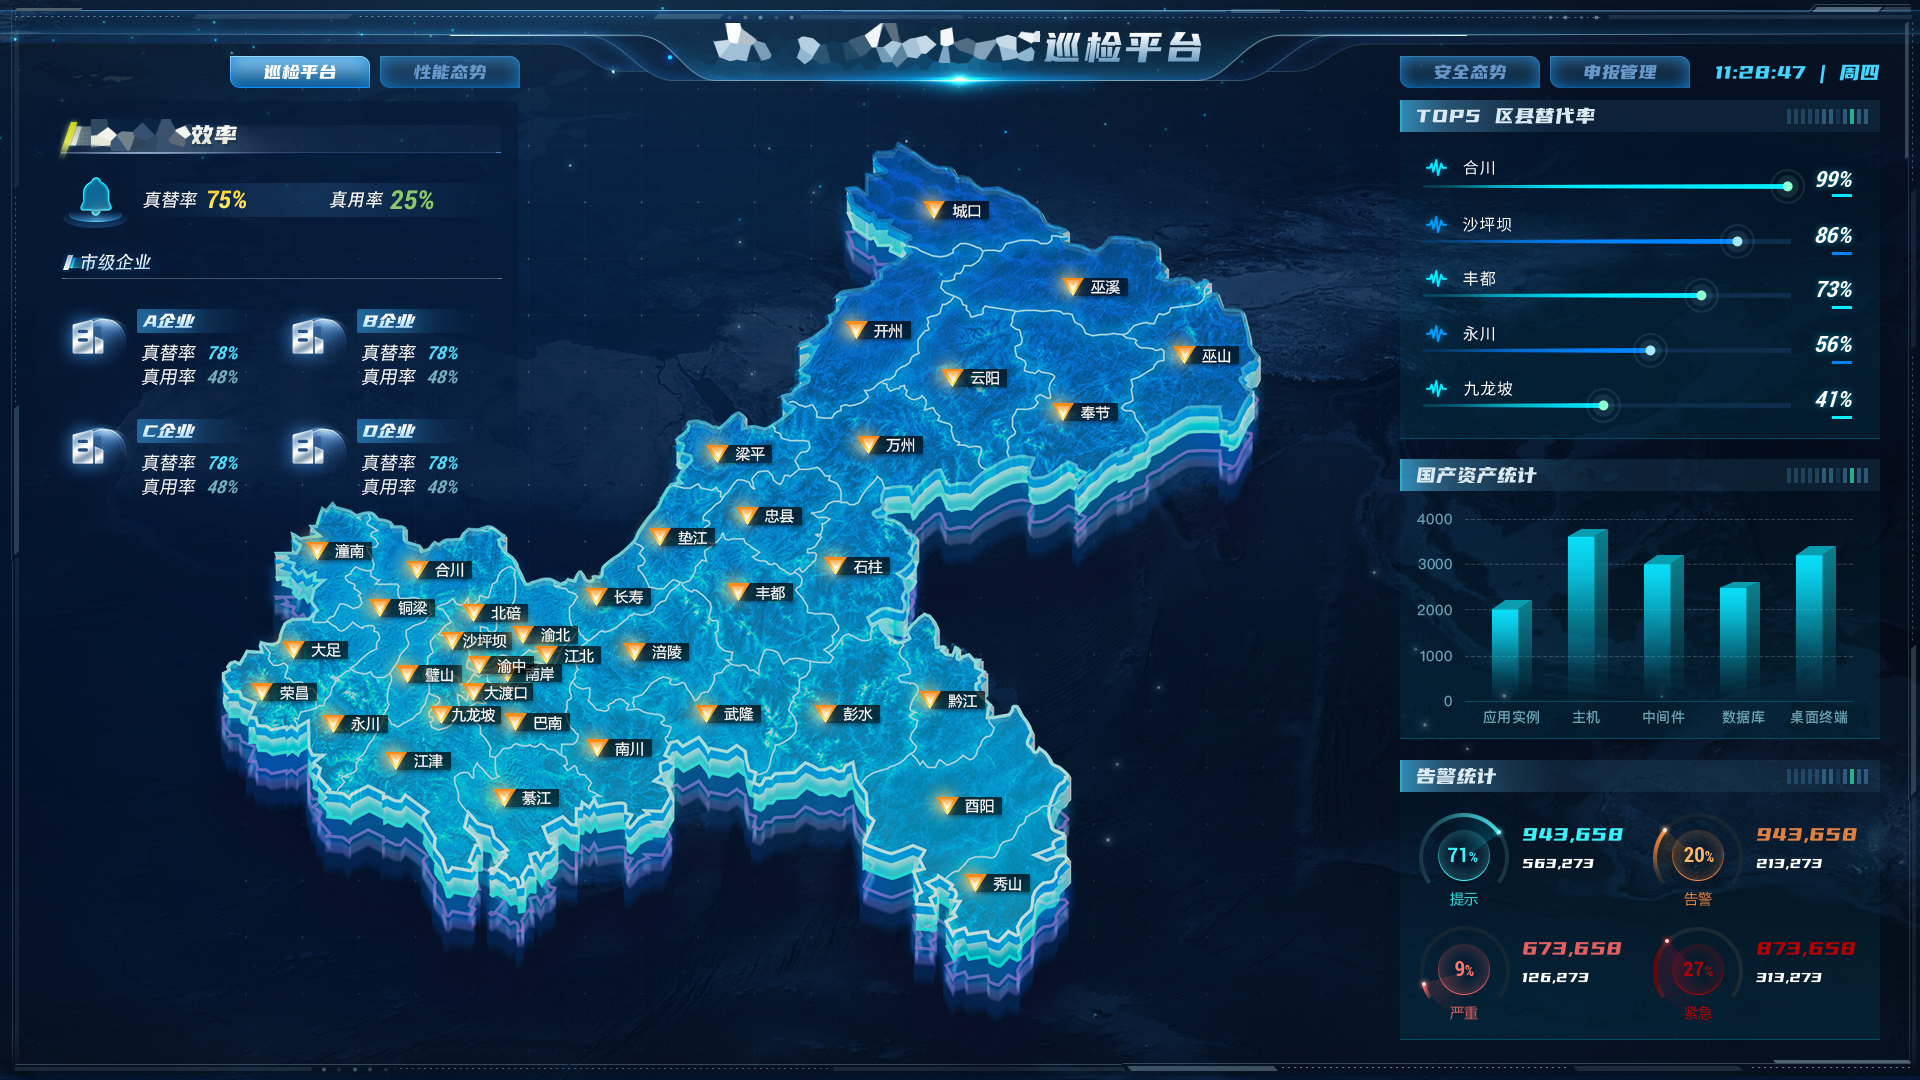 巡检平台
巡检平台
性能态势
安全态势
申报管理
11:28:47 | 周四
效率
真替率 75%
真用率 25%
市级企业
A企业
真替率 78%
真用率 48%
B企业
真替率 78%
真用率 48%
C企业
真替率 78%
真用率 48%
D企业
真替率 78%
真用率 48%
城口
巫溪
开州
巫山
云阳
奉节
万州
梁平
忠县
垫江
潼南
合川
石柱
丰都
长寿
铜梁
北碚
渝北
沙坪坝
大足
江北
涪陵
渝中
南岸
璧山
荣昌
大渡口
黔江
九龙坡
武隆
彭水
永川
巴南
南川
江津
綦江
酉阳
秀山
TOP5 区县替代率
合川
99%
沙坪坝
86%
丰都
73%
永川
56%
九龙坡
41%
国产资产统计
4000
3000
2000
1000
0
应用实例
主机
中间件
数据库
桌面终端
告警统计
71%
提示
943,658
563,273
20%
告警
943,658
213,273
9%
严重
673,658
126,273
27%
紧急
873,658
313,273